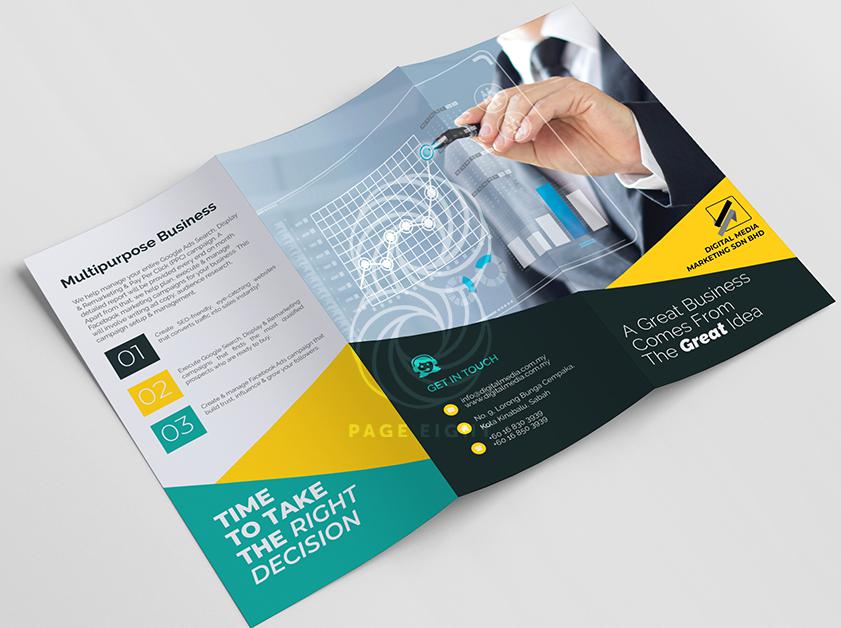 Multipurpose Business
We help manage your entire Google Ads Search, Display
& Remarketing & Pay Per Click (PPC) campaign. A
detailed report will be provided every end on month
Apart from that, we help plan, execute & manage
Facebook marketing campaigns for your business. This
will involve writing ad copy, audience research,
campaign setup & management.
01
Create SEO-friendly, eye-catching websites
that converts traffic into sales instantly!
02
Execute Google Search, Display & Remarketing
campaigns that finds the most qualified
prospects who are ready to buy.
03
Create & manage Facebook Ads campaign that
build trust, influence & grow your followers.
TIME
TO TAKE
THE RIGHT
DECISION
GET IN TOUCH
info@digitalmedia.com.my
www.digitalmedia.com.my
No. 9, Lorong Bunga Cempaka,
Kota Kinabalu, Sabah
+60 16 830 3939
+60 16 850 3939
DIGITAL MEDIA
MARKETING SDN BHD
A Great Business
Comes From
The Great Idea
PAGE EIGHT